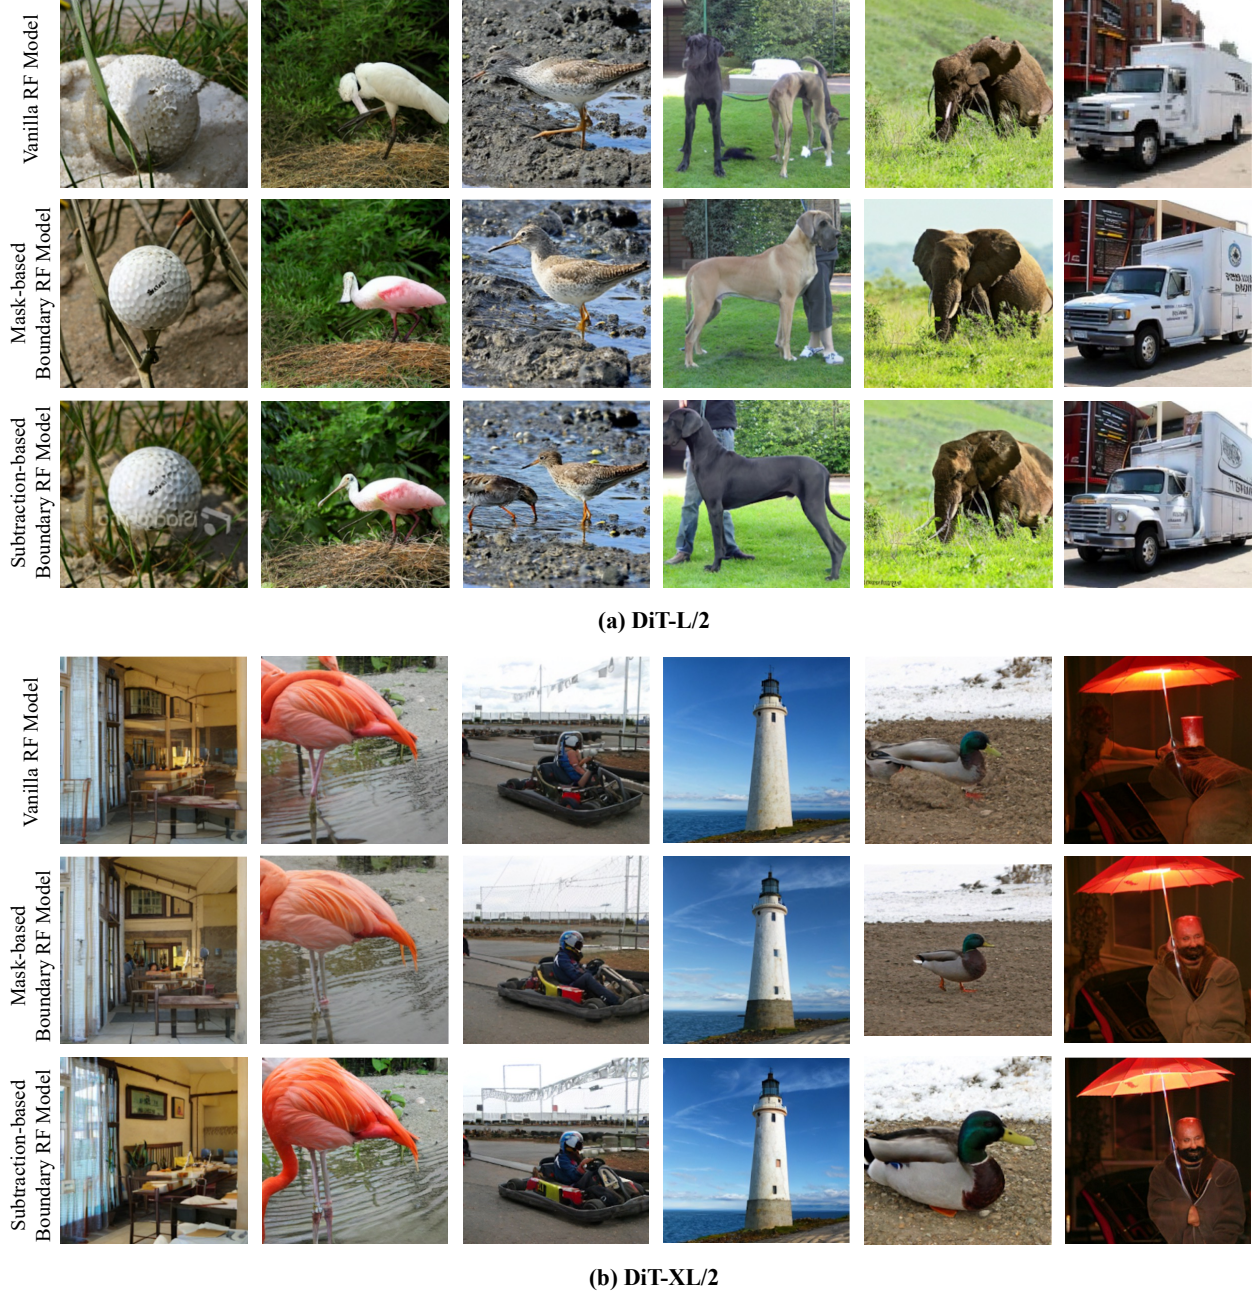 Vanilla RF Model
Mask-based
Boundary RF Model
Subtraction-based
Boundary RF Model
(a) DiT-L/2
Vanilla RF Model
Mask-based
Boundary RF Model
Subtraction-based
Boundary RF Model
(b) DiT-XL/2